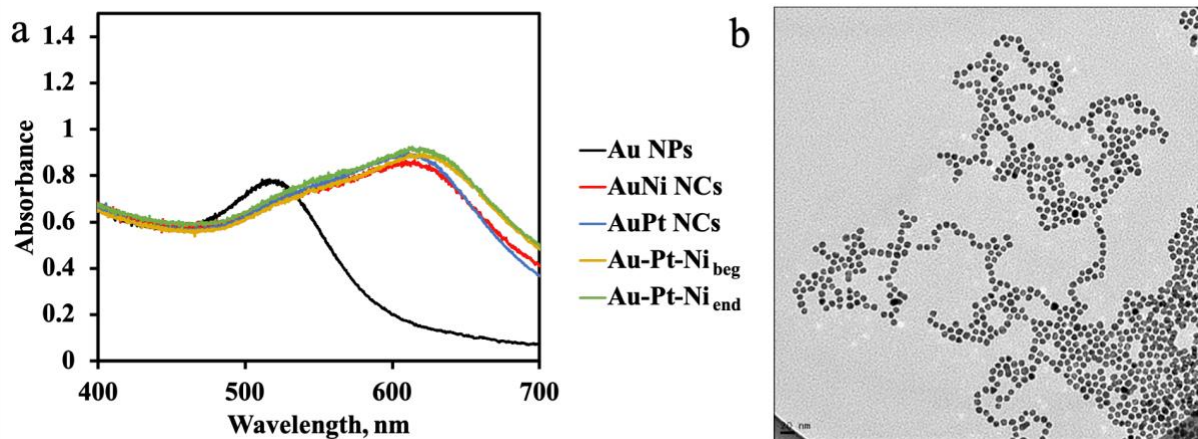 a
1.4
1.2
1
0.8
0.6
0.4
0.2
0
Absorbance
400
500
600
700
Wavelength, nm
Au NPs
AuNi NCs
AuPt NCs
Au-Pt-Ni beg
Au-Pt-Ni end
b
nm